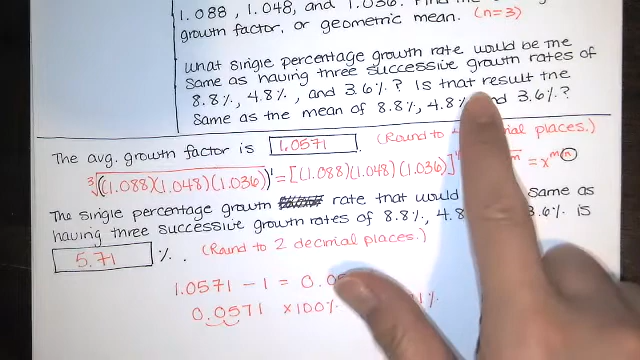 1.088, 1.048, and 1.036.
growth factor, or geometric mean. (n=3)
What single percentage growth rate would be the
same as having three successive growth rates of
8.8%, 4.8%, and 3.6%? Is that result the
same as the mean of 8.8%, 4.8% and 3.6%?
The avg. growth factor is 1.0571 (Round to decimal places.)
3√((1.088)(1.048)(1.036))¹ = [(1.088)(1.048)(1.036)] = x^m/n
The single percentage growth rate that would same as
having three successive growth rates of 8.8%, 4.8 3.6% is
5.71 %. (Round to 2 decimial places.)
1.0571 − 1 = 0.05
0.0571 ×100%